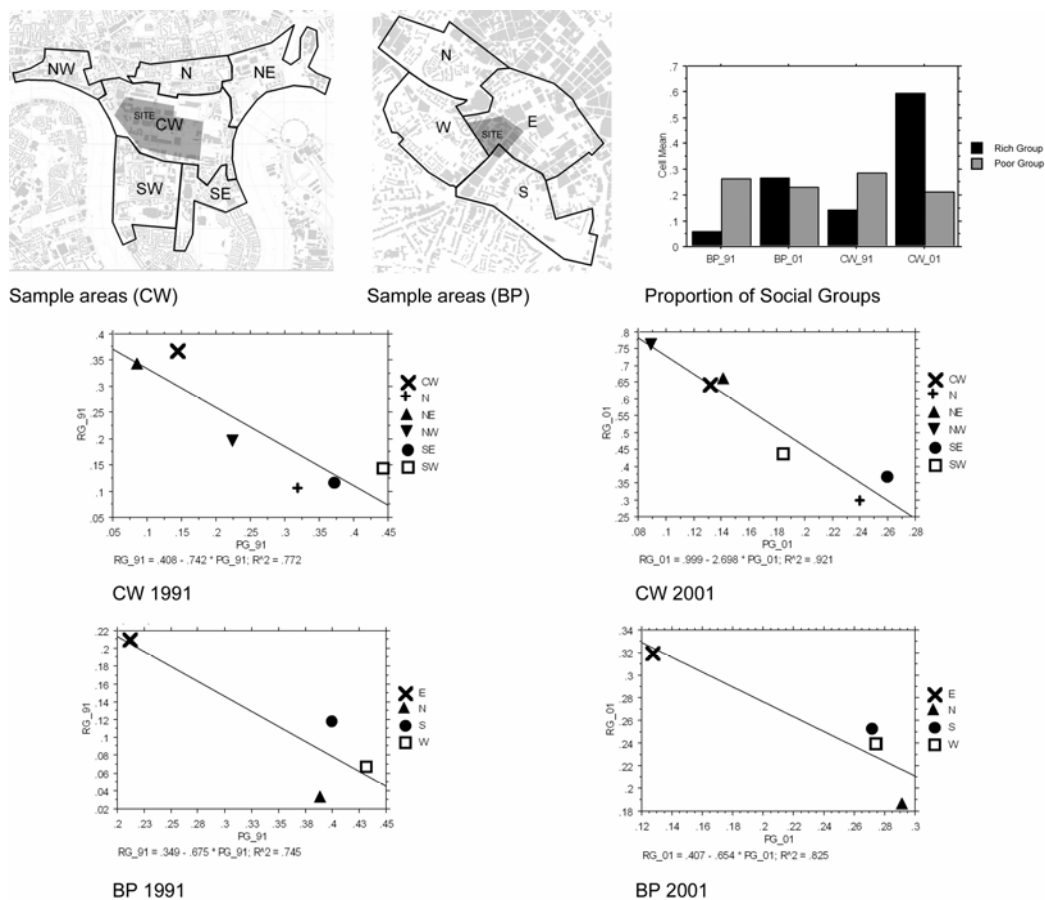 NW
N
NE
SITE
CW
SW
SE
Sample areas (CW)
N
W
SITE
E
S
Sample areas (BP)
.7
.6
.5
.4
.3
.2
.1
0
Cell Mean
BP_91 BP_01 CW_91 CW_01
Rich Group
Poor Group
Proportion of Social Groups
.4
.35
.3
.25
.2
.15
.1
.05
RG_91
.05 .1 .15 .2 .25 .3 .35 .4 .45
PG_91
CW
N
NE
NW
SE
SW
RG_91 = .408 - .742 * PG_91; R^2 = .772
CW 1991
.8
.75
.7
.65
.6
.55
.5
.45
.4
.35
.3
.25
RG_01
.08 .1 .12 .14 .16 .18 .2 .22 .24 .26 .28
PG_01
CW
N
NE
NW
SE
SW
RG_01 = .999 - 2.698 * PG_01; R^2 = .921
CW 2001
.22
.2
.18
.16
.14
.12
.1
.08
.06
.04
.02
RG_91
.2 .23 .25 .28 .3 .33 .35 .38 .4 .43 .45
PG_91
E
N
S
W
RG_91 = .349 - .675 * PG_91; R^2 = .745
BP 1991
.34
.32
.3
.28
.26
.24
.22
.2
.18
RG_01
.12 .14 .16 .18 .2 .22 .24 .26 .28 .3
PG_01
E
N
S
W
RG_01 = .407 - .654 * PG_01; R^2 = .825
BP 2001